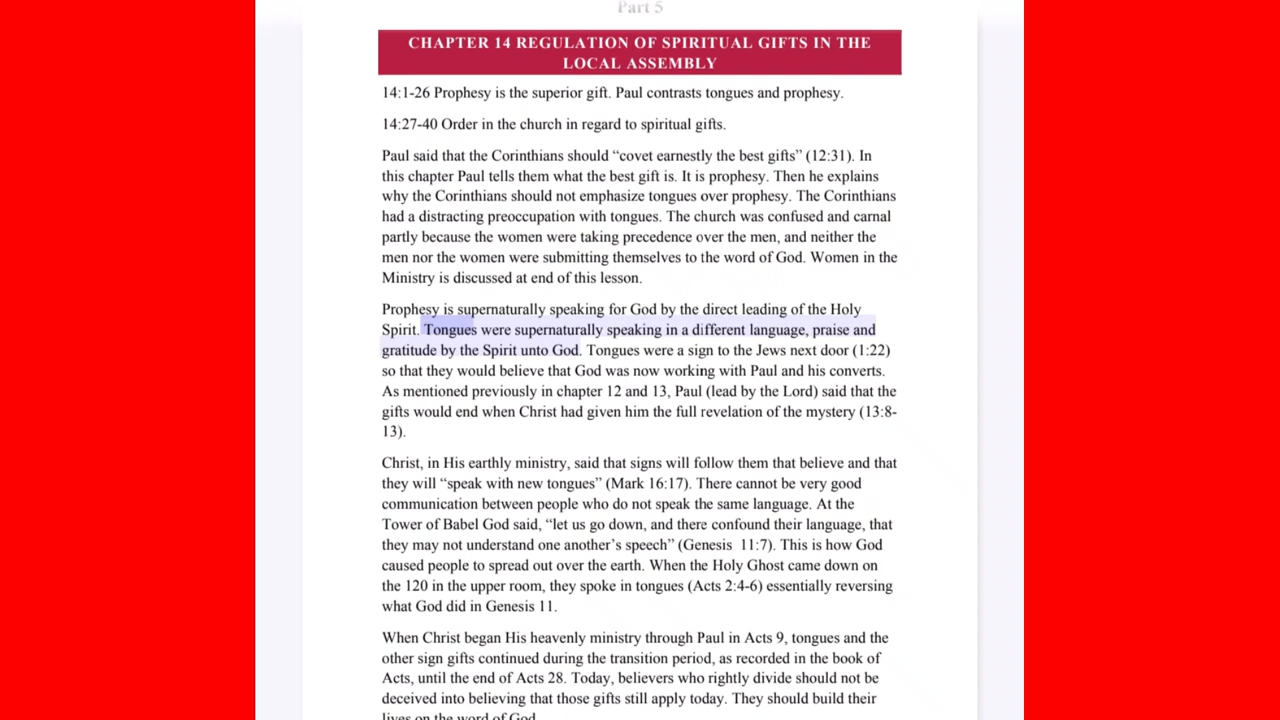 Part 5
CHAPTER 14 REGULATION OF SPIRITUAL GIFTS IN THE
LOCAL ASSEMBLY
14:1-26 Prophesy is the superior gift. Paul contrasts tongues and prophesy.
14:27-40 Order in the church in regard to spiritual gifts.
Paul said that the Corinthians should “covet earnestly the best gifts” (12:31). In
this chapter Paul tells them what the best gift is. It is prophesy. Then he explains
why the Corinthians should not emphasize tongues over prophesy. The Corinthians
had a distracting preoccupation with tongues. The church was confused and carnal
partly because the women were taking precedence over the men, and neither the
men nor the women were submitting themselves to the word of God. Women in the
Ministry is discussed at end of this lesson.
Prophesy is supernaturally speaking for God by the direct leading of the Holy
Spirit. Tongues were supernaturally speaking in a different language, praise and
gratitude by the Spirit unto God. Tongues were a sign to the Jews next door (1:22)
so that they would believe that God was now working with Paul and his converts.
As mentioned previously in chapter 12 and 13, Paul (lead by the Lord) said that the
gifts would end when Christ had given him the full revelation of the mystery (13:8-
13).
Christ, in His earthly ministry, said that signs will follow them that believe and that
they will “speak with new tongues” (Mark 16:17). There cannot be very good
communication between people who do not speak the same language. At the
Tower of Babel God said, “let us go down, and there confound their language, that
they may not understand one another’s speech” (Genesis 11:7). This is how God
caused people to spread out over the earth. When the Holy Ghost came down on
the 120 in the upper room, they spoke in tongues (Acts 2:4-6) essentially reversing
what God did in Genesis 11.
When Christ began His heavenly ministry through Paul in Acts 9, tongues and the
other sign gifts continued during the transition period, as recorded in the book of
Acts, until the end of Acts 28. Today, believers who rightly divide should not be
deceived into believing that those gifts still apply today. They should build their
lives on the word of God.